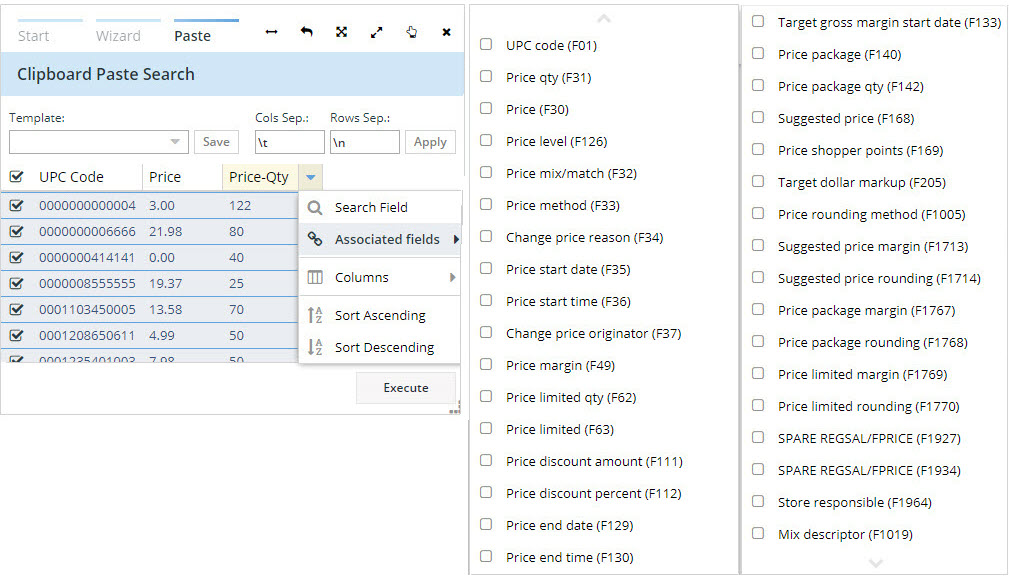 Start Wizard Paste
Clipboard Paste Search
Template: Cols Sep.: Rows Sep.:
Save \t \n Apply
UPC Code Price Price-Qty
0000000000004 3.00 122
0000000006666 21.98 80
0000000414141 0.00 40
0000008555555 19.37 25
0001103450005 13.58 70
0001208650611 4.99 50
0001235401003 7.98 50
Search Field
Associated fields
Columns
Sort Ascending
Sort Descending
Execute
UPC code (F01)
Price qty (F31)
Price (F30)
Price level (F126)
Price mix/match (F32)
Price method (F33)
Change price reason (F34)
Price start date (F35)
Price start time (F36)
Change price originator (F37)
Price margin (F49)
Price limited qty (F62)
Price limited (F63)
Price discount amount (F111)
Price discount percent (F112)
Price end date (F129)
Price end time (F130)
Target gross margin start date (F133)
Price package (F140)
Price package qty (F142)
Suggested price (F168)
Price shopper points (F169)
Target dollar markup (F205)
Price rounding method (F1005)
Suggested price margin (F1713)
Suggested price rounding (F1714)
Price package margin (F1767)
Price package rounding (F1768)
Price limited margin (F1769)
Price limited rounding (F1770)
SPARE REGSAL/FPRICE (F1927)
SPARE REGSAL/FPRICE (F1934)
Store responsible (F1964)
Mix descriptor (F1019)